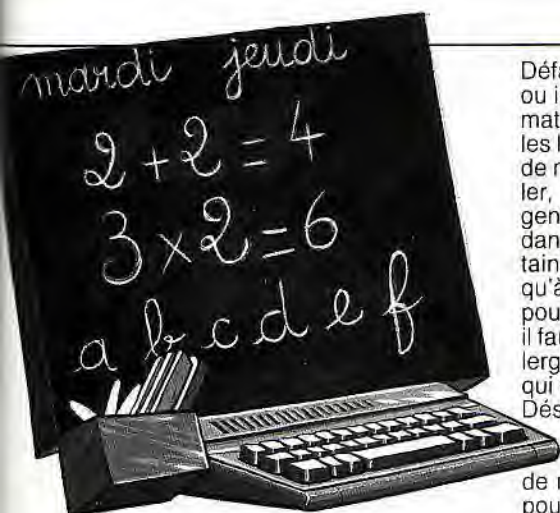 mardi jeudi
2 + 2 = 4
3 x 2 = 6
a b c d e f
Défa
ou i
mat
les
de
ler,
gen
dan
tain
qu'à
pou
il fau
lerg
qui
Dés
de
pou